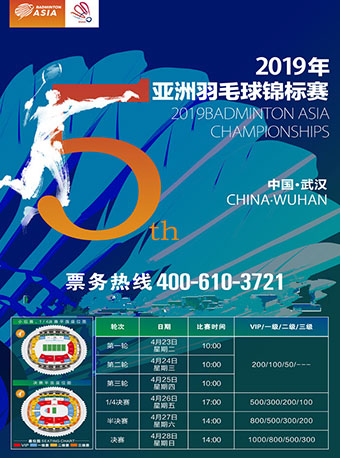 BADMINTON
ASIA
2019年
亚洲羽毛球锦标赛
2019BADMINTON ASIA
CHAMPIONSHIPS
5th
中国·武汉
CHINA·WUHAN
票务热线 400-610-3721
轮次 日期 比赛时间 VIP/一级/二级/三级
第一轮 4月23日 星期二 10:00
第二轮 4月24日 星期三 10:00 200/100/50/---
第三轮 4月25日 星期四 10:00
1/4决赛 4月26日 星期五 17:00 500/300/200/100
半决赛 4月27日 星期六 14:00 800/500/300/200
决赛 4月28日 星期日 14:00 1000/800/500/300